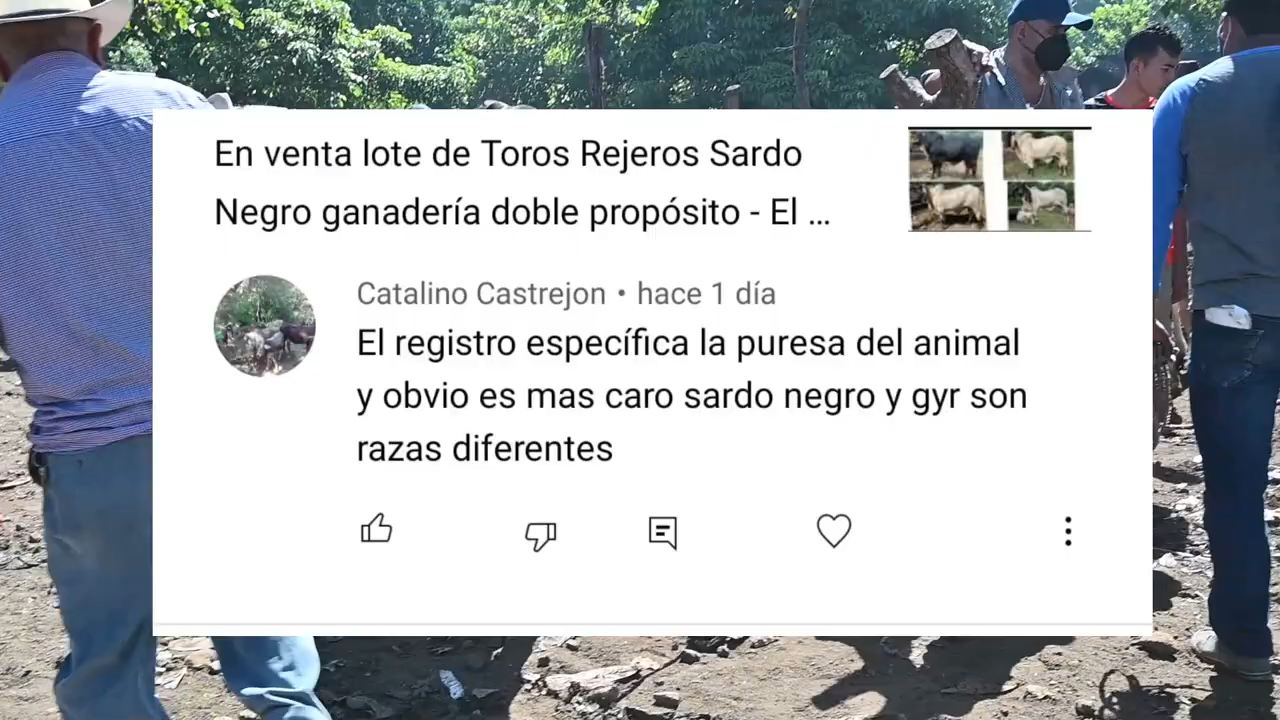 En venta lote de Toros Rejeros Sardo
Negro ganadería doble propósito - El ...
Catalino Castrejon • hace 1 día
El registro específica la puresa del animal
y obvio es mas caro sardo negro y gyr son
razas diferentes